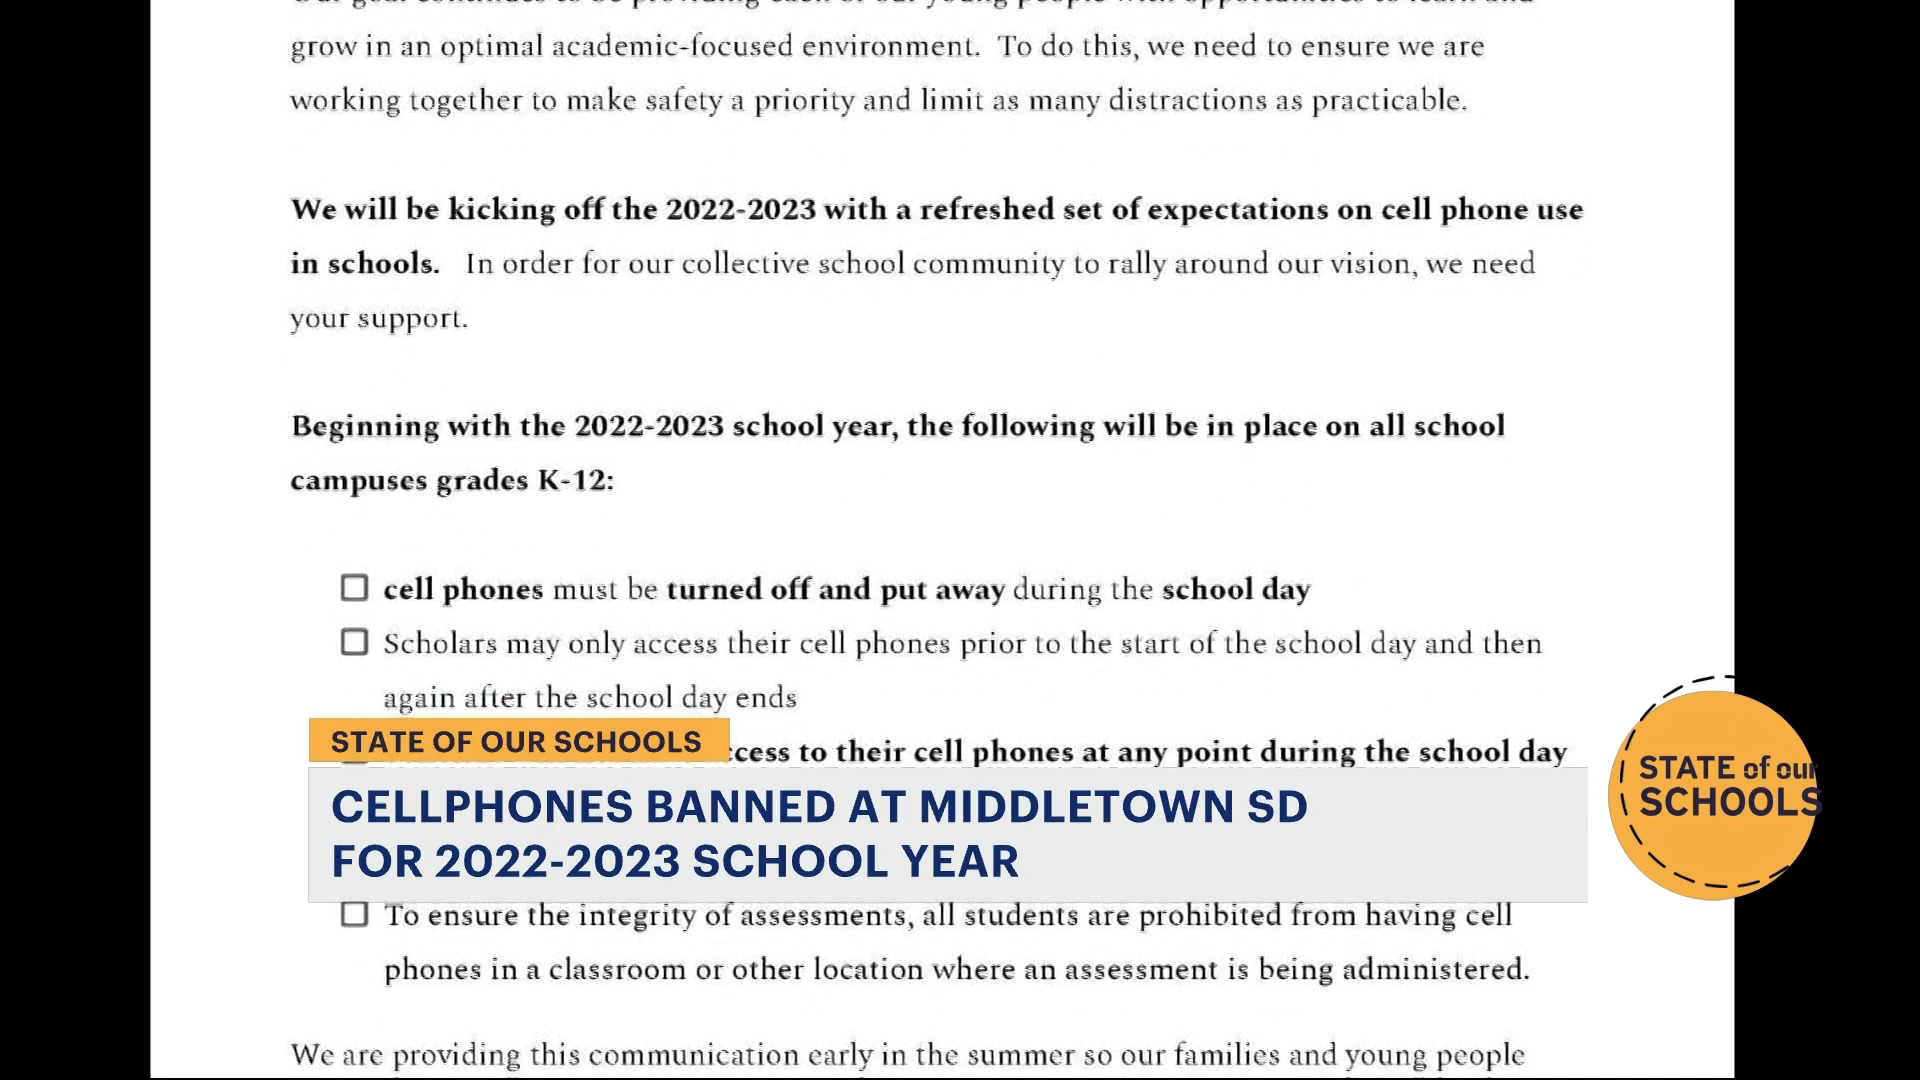 grow in an optimal academic-focused environment. To do this, we need to ensure we are
working together to make safety a priority and limit as many distractions as practicable.
We will be kicking off the 2022-2023 with a refreshed set of expectations on cell phone use
in schools. In order for our collective school community to rally around our vision, we need
your support.
Beginning with the 2022-2023 school year, the following will be in place on all school
campuses grades K-12:
cell phones must be turned off and put away during the school day
Scholars may only access their cell phones prior to the start of the school day and then
again after the school day ends
STATE OF OUR SCHOOLS
to their cell phones at any point during the school day
CELLPHONES BANNED AT MIDDLETOWN SD
FOR 2022-2023 SCHOOL YEAR
STATE of our
SCHOOLS
To ensure the integrity of assessments, all students are prohibited from having cell
phones in a classroom or other location where an assessment is being administered.
We are providing this communication early in the summer so our families and young people